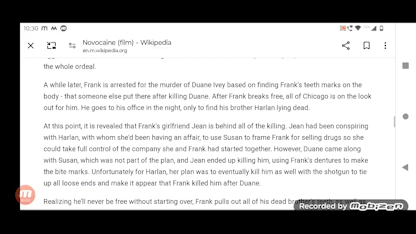 10:30 M M
Novocaine (film) - Wikipedia
en.m.wikipedia.org
the whole ordeal.
A while later, Frank is arrested for the murder of Duane Ivey based on finding Frank's teeth marks on the
body - that someone else put there after killing Duane. After Frank breaks free, all of Chicago is on the look
out for him. He goes to his office in the night, only to find his brother Harlan lying dead.
At this point, it is revealed that Frank's girlfriend Jean is behind all of the killing. Jean had been conspiring
with Harlan, with whom she'd been having an affair, to use Susan to frame Frank for selling drugs so she
could take full control of the company she and Frank had started together. However, Duane came along
with Susan, which was not part of the plan, and Jean ended up killing him, using Frank's dentures to make
the bite marks. Unfortunately for Harlan, her plan was to eventually kill him as well with the shotgun to tie
up all loose ends and make it appear that Frank killed him after Duane.
Realizing he'll never be free without starting over, Frank pulls out all of his dead brother's teeth as well
Recorded by Mobizen